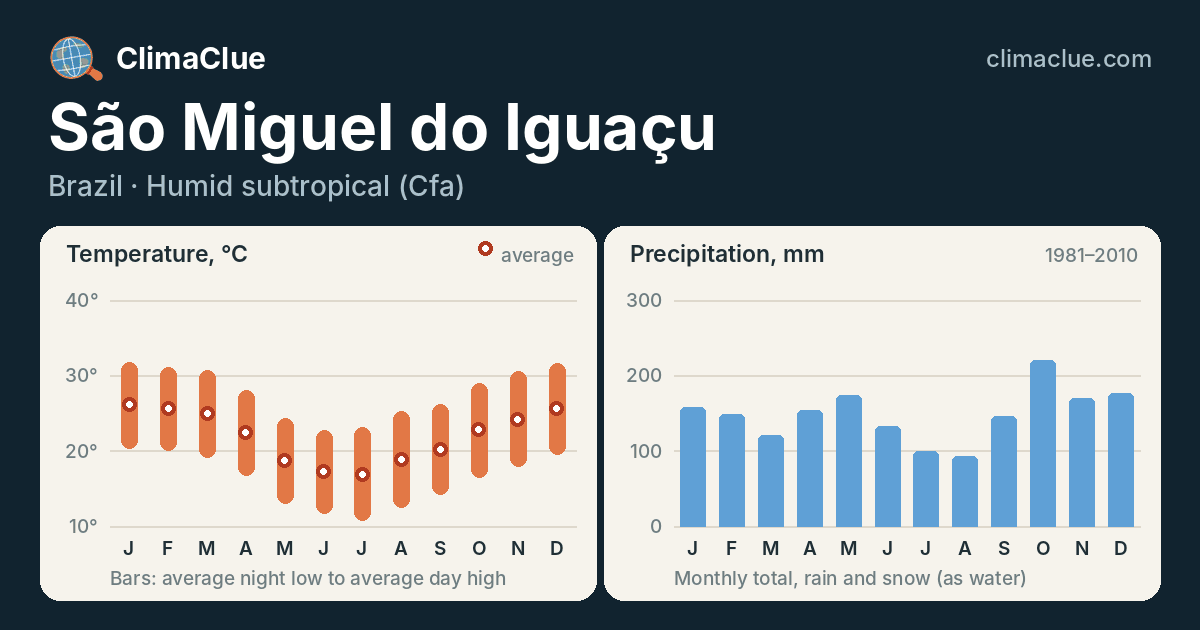 ClimaClue
climaclue.com
São Miguel do Iguaçu
Brazil · Humid subtropical (Cfa)
Temperature, °C
average
40°
30°
20°
10°
J F M A M J J A S O N D
Bars: average night low to average day high
Precipitation, mm
1981–2010
300
200
100
0
J F M A M J J A S O N D
Monthly total, rain and snow (as water)